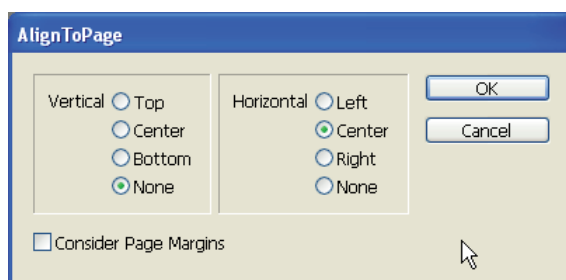 AlignToPage
Vertical Top Horizontal Left OK
Center Center Cancel
Bottom Right
None None
Consider Page Margins